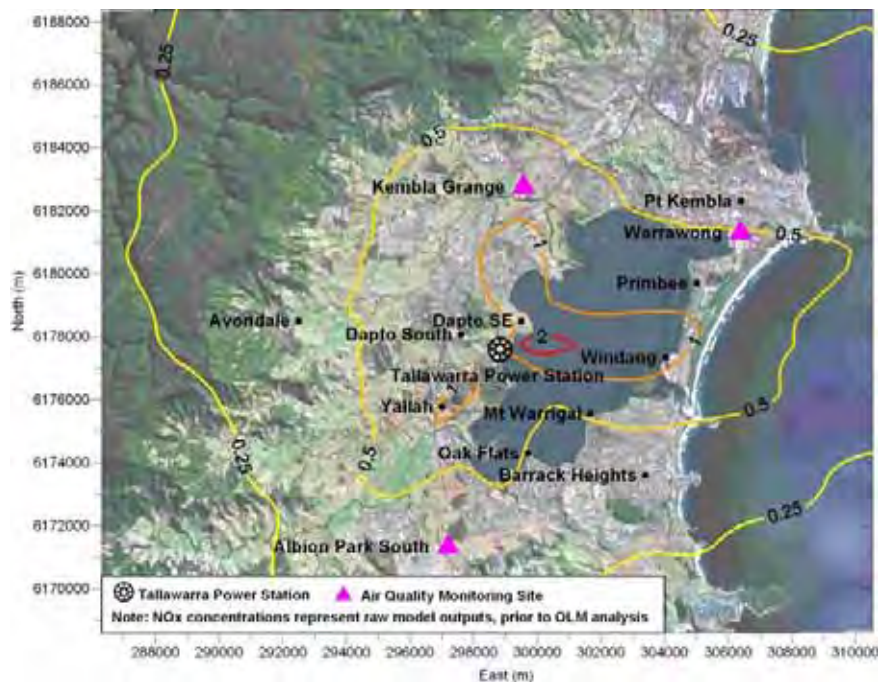 6188000
6186000
6184000
6182000
6180000
6178000
6176000
6174000
6172000
6170000
North (m)
0.25
0.25
0.5
Kembla Grange
Pt Kembla
Warrawong
0.5
1
Primbee
Avondale
Dapto SE
Dapto South
2
1
Windang
Tallawarra Power Station
1
Yallah
Mt Warrigal
0.5
0.5
Oak Flats
Barrack Heights
0.25
0.25
Albion Park South
Tallawarra Power Station
Air Quality Monitoring Site
Note: NOx concentrations represent raw model outputs, prior to OLM analysis
288000 290000 292000 294000 296000 298000 300000 302000 304000 306000 308000 310000
East (m)